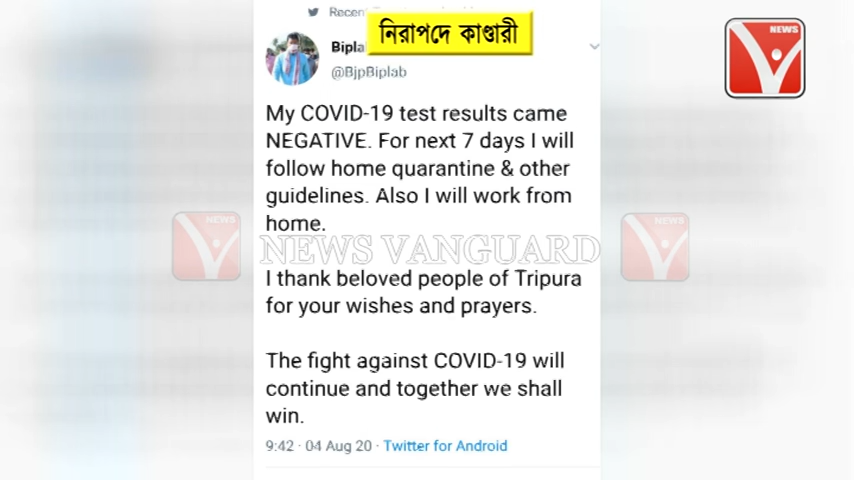 Recen
নিরাপদে কাণ্ডারী
NEWS
Bipla
@BjpBiplab
My COVID-19 test results came
NEGATIVE. For next 7 days I will
follow home quarantine & other
guidelines. Also I will work from
home.
NEWS NEWS VANGUARD NEWS
I thank beloved people of Tripura
for your wishes and prayers.
The fight against COVID-19 will
continue and together we shall
win.
9:42 · 04 Aug 20 · Twitter for Android